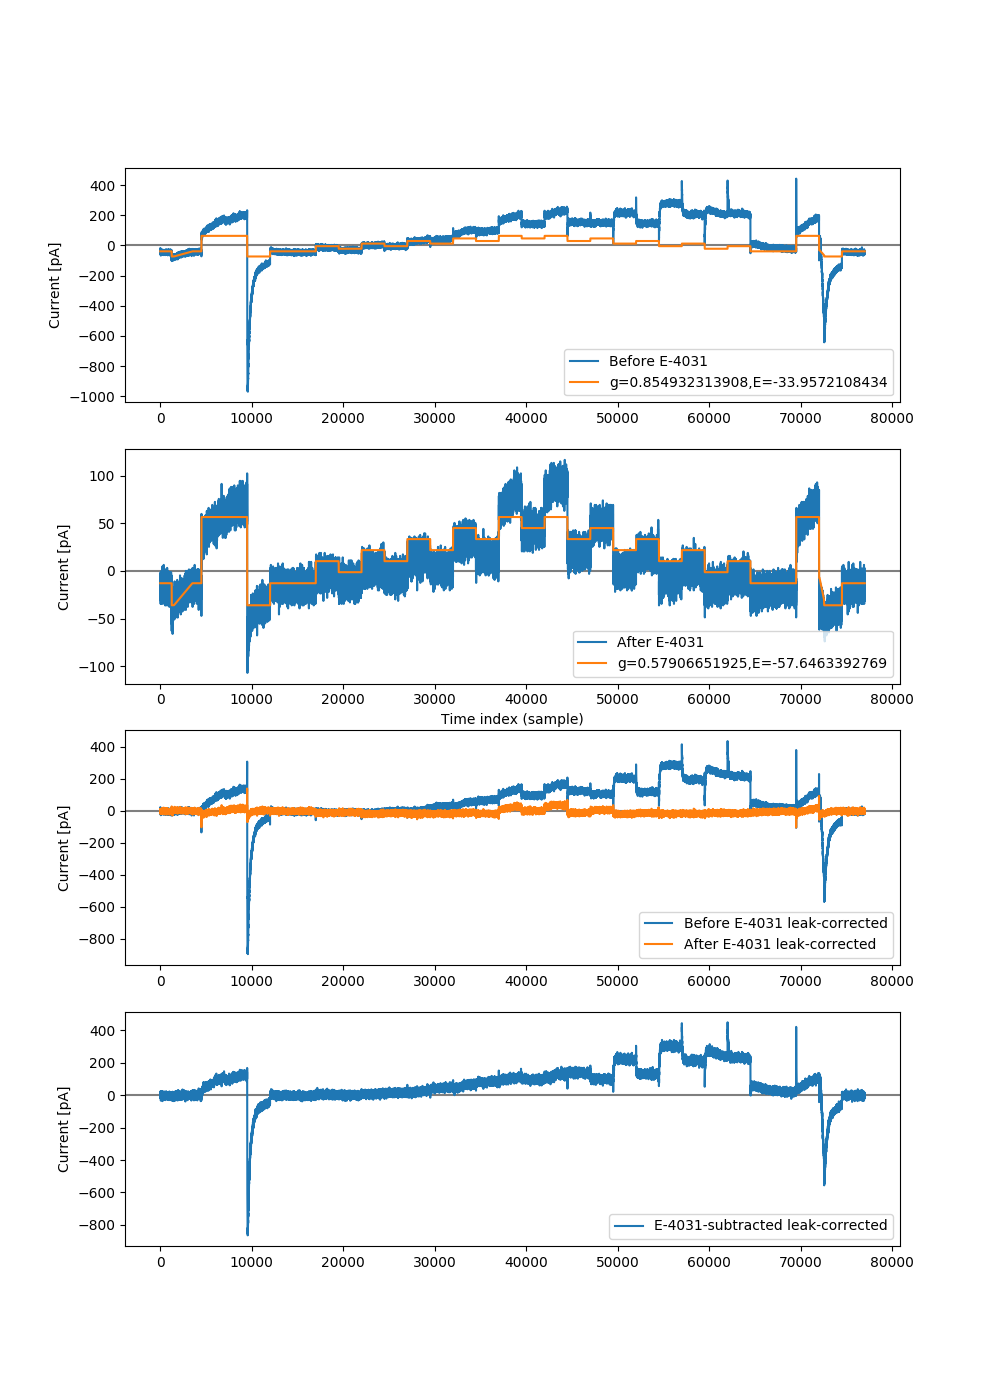 400
200
0
−200
−400
−600
−800
−1000
Current [pA]
Before E-4031
g=0.854932313908,E=-33.9572108434
0 10000 20000 30000 40000 50000 60000 70000 80000
100
50
0
−50
−100
Current [pA]
After E-4031
g=0.57906651925,E=-57.6463392769
0 10000 20000 30000 40000 50000 60000 70000 80000
Time index (sample)
400
200
0
−200
−400
−600
−800
Current [pA]
Before E-4031 leak-corrected
After E-4031 leak-corrected
0 10000 20000 30000 40000 50000 60000 70000 80000
400
200
0
−200
−400
−600
−800
Current [pA]
E-4031-subtracted leak-corrected
0 10000 20000 30000 40000 50000 60000 70000 80000